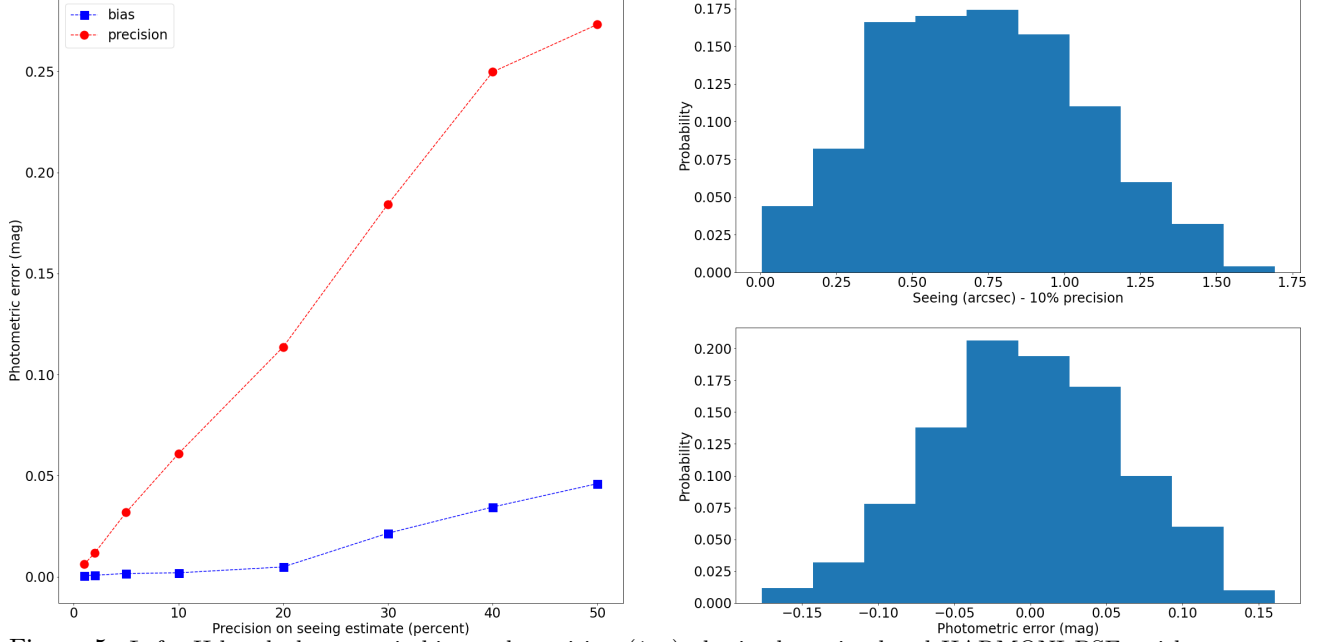 bias
precision
0.25
0.20
0.15
0.10
0.05
0.00
Photometric error (mag)
0 10 20 30 40 50
Precision on seeing estimate (percent)
0.175
0.150
0.125
0.100
0.075
0.050
0.025
0.000
Probability
0.00 0.25 0.50 0.75 1.00 1.25 1.50 1.75
Seeing (arcsec) - 10% precision
0.200
0.175
0.150
0.125
0.100
0.075
0.050
0.025
0.000
Probability
−0.15 −0.10 −0.05 0.00 0.05 0.10 0.15
Photometric error (mag)